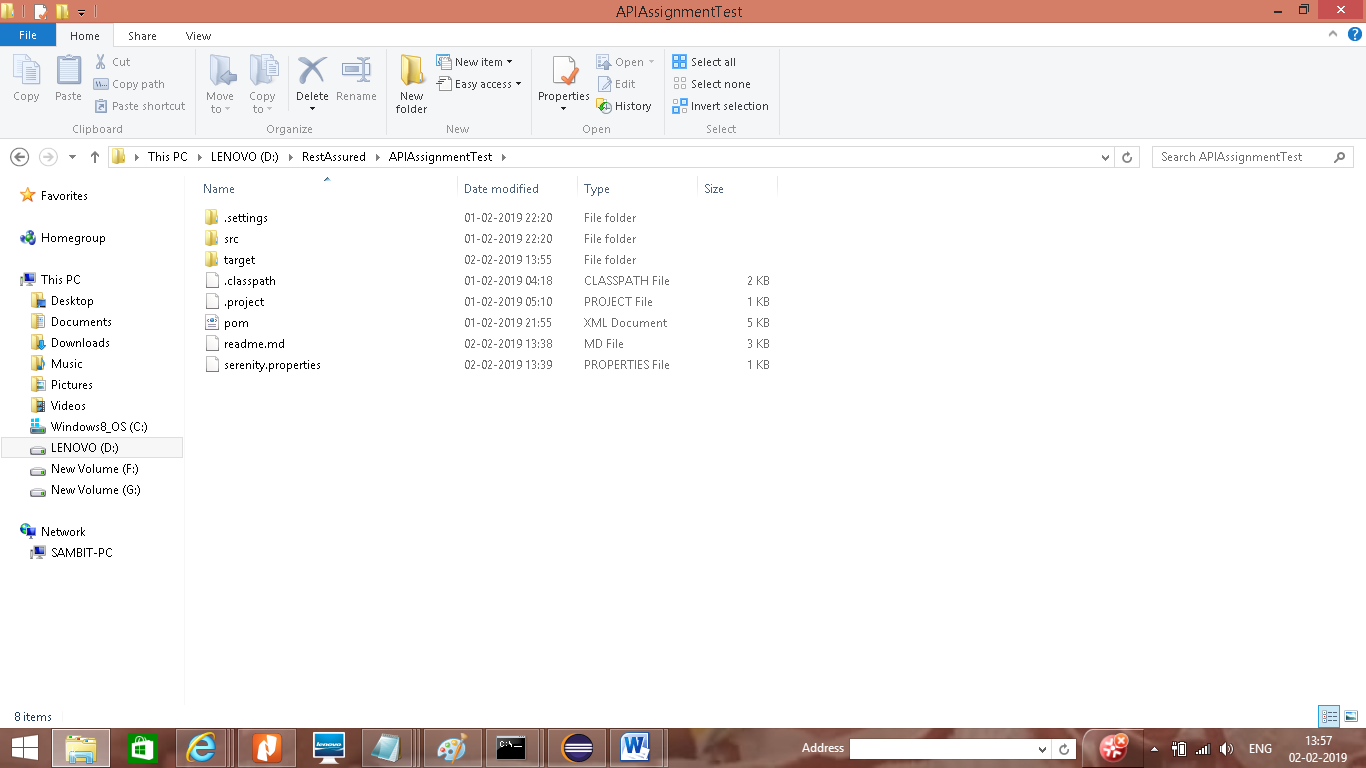 APIAssignmentTest
File Home Share View
Copy
Paste
Cut
Copy path
Paste shortcut
Clipboard
Move to
Copy to
Delete
Rename
Organize
New folder
New item
Easy access
New
Properties
Open
Edit
History
Open
Select all
Select none
Invert selection
Select
This PC LENOVO (D:) RestAssured APIAssignmentTest
Search APIAssignmentTest
Favorites
Homegroup
This PC
Desktop
Documents
Downloads
Music
Pictures
Videos
Windows8_OS (C:)
LENOVO (D:)
New Volume (F:)
New Volume (G:)
Network
SAMBIT-PC
Name Date modified Type Size
.settings 01-02-2019 22:20 File folder
src 01-02-2019 22:20 File folder
target 02-02-2019 13:55 File folder
.classpath 01-02-2019 04:18 CLASSPATH File 2 KB
.project 01-02-2019 05:10 PROJECT File 1 KB
pom 01-02-2019 21:55 XML Document 5 KB
readme.md 02-02-2019 13:38 MD File 3 KB
serenity.properties 02-02-2019 13:39 PROPERTIES File 1 KB
8 items
lenovo
C:\_
Address
ENG
13:57
02-02-2019